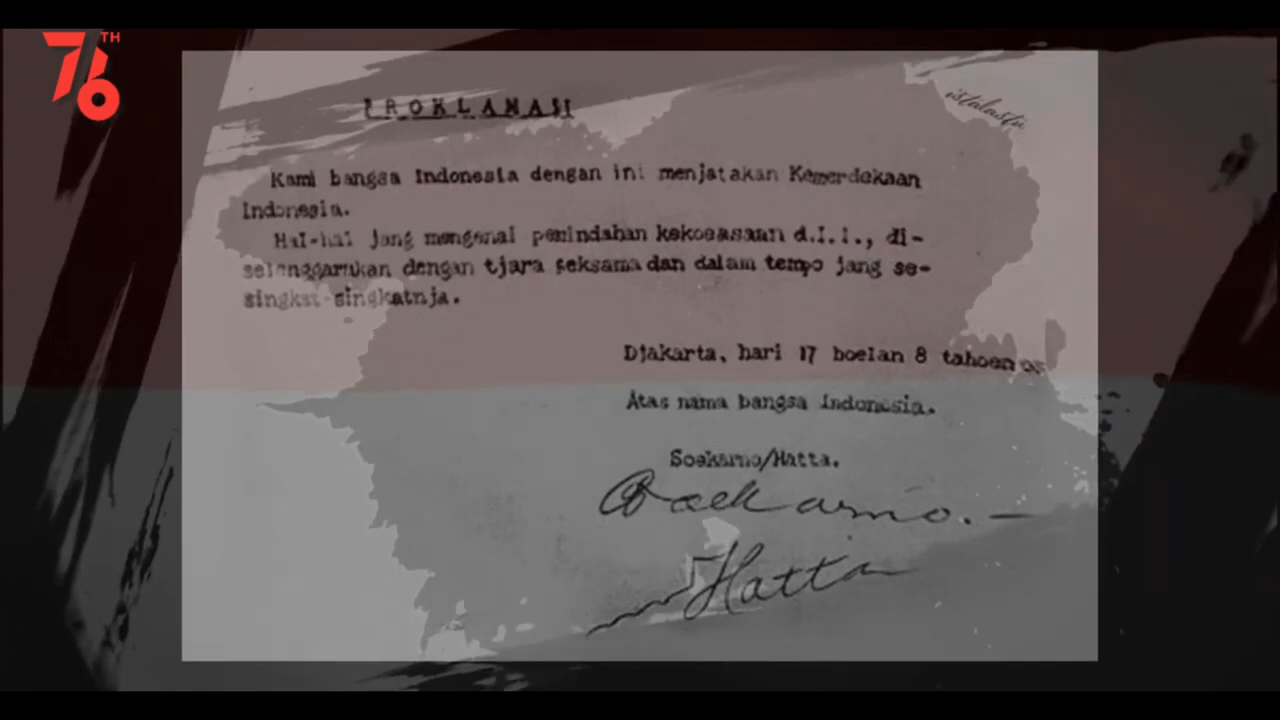 76TH
istalastu
PROKLAMASI
Kami bangsa Indonesia dengan ini menjatakan Kemerdekaan
Indonesia.
Hal-hal jang mengenai pemindahan kekoeasaan d.l.l., di-
selenggarakan dengan tjara seksama dan dalam tempo jang se-
singkat-singkatnja.
Djakarta, hari 17 boelan 8 tahoen 05
Atas nama bangsa Indonesia.
Soekarno/Hatta.
Soekarno.—
Hatta